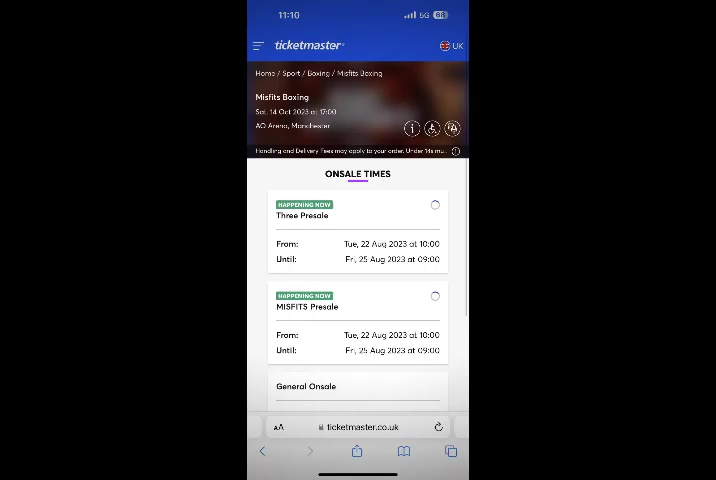 11:10
5G 68
ticketmaster
UK
Home / Sport / Boxing / Misfits Boxing
Misfits Boxing
Sat, 14 Oct 2023 at 17:00
AO Arena, Manchester
Handling and Delivery Fees may apply to your order. Under 14s mu...
ONSALE TIMES
HAPPENING NOW
Three Presale
From: Tue, 22 Aug 2023 at 10:00
Until: Fri, 25 Aug 2023 at 09:00
HAPPENING NOW
MISFITS Presale
From: Tue, 22 Aug 2023 at 10:00
Until: Fri, 25 Aug 2023 at 09:00
General Onsale
AA ticketmaster.co.uk